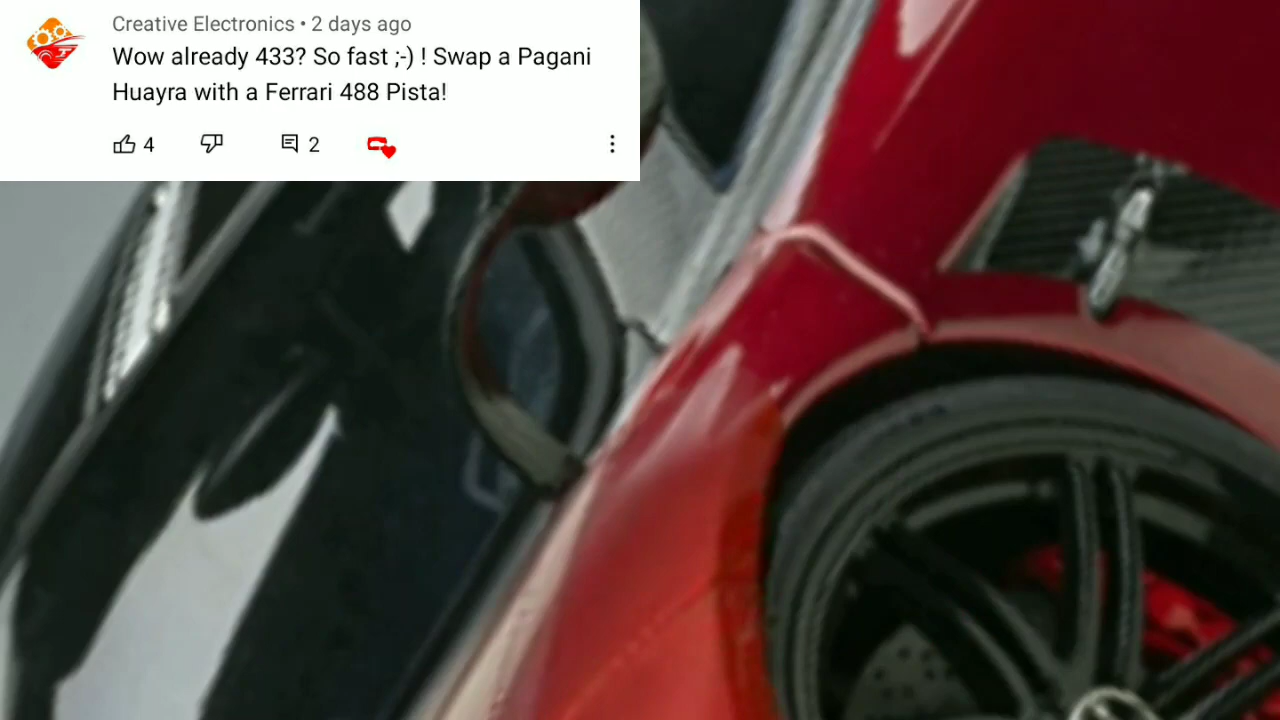 Creative Electronics • 2 days ago
Wow already 433? So fast ;-) ! Swap a Pagani
Huayra with a Ferrari 488 Pista!
4
2